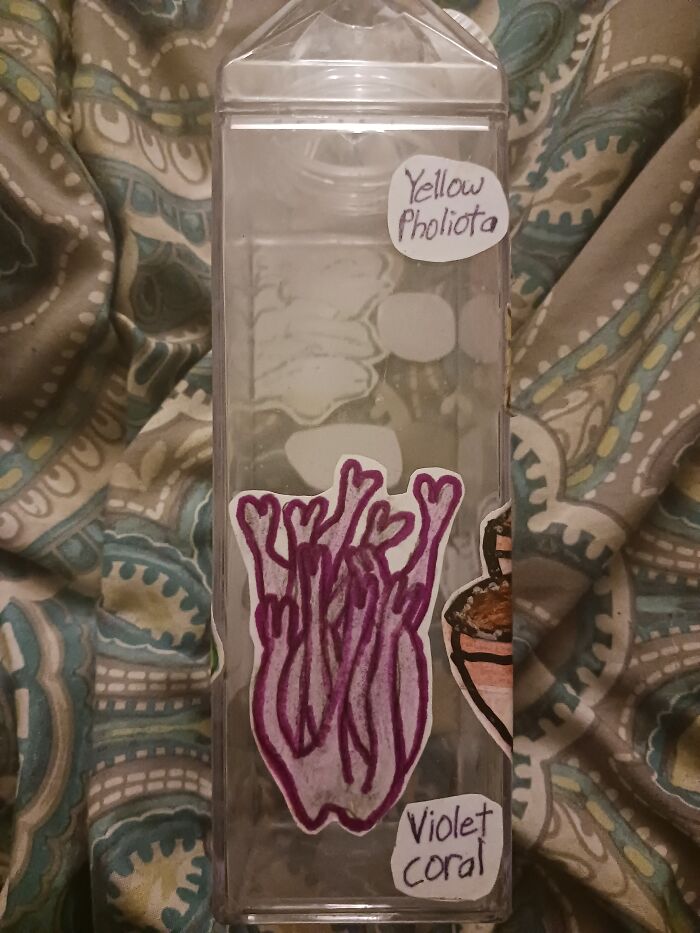 Yellow
Pholiota
Violet
coral